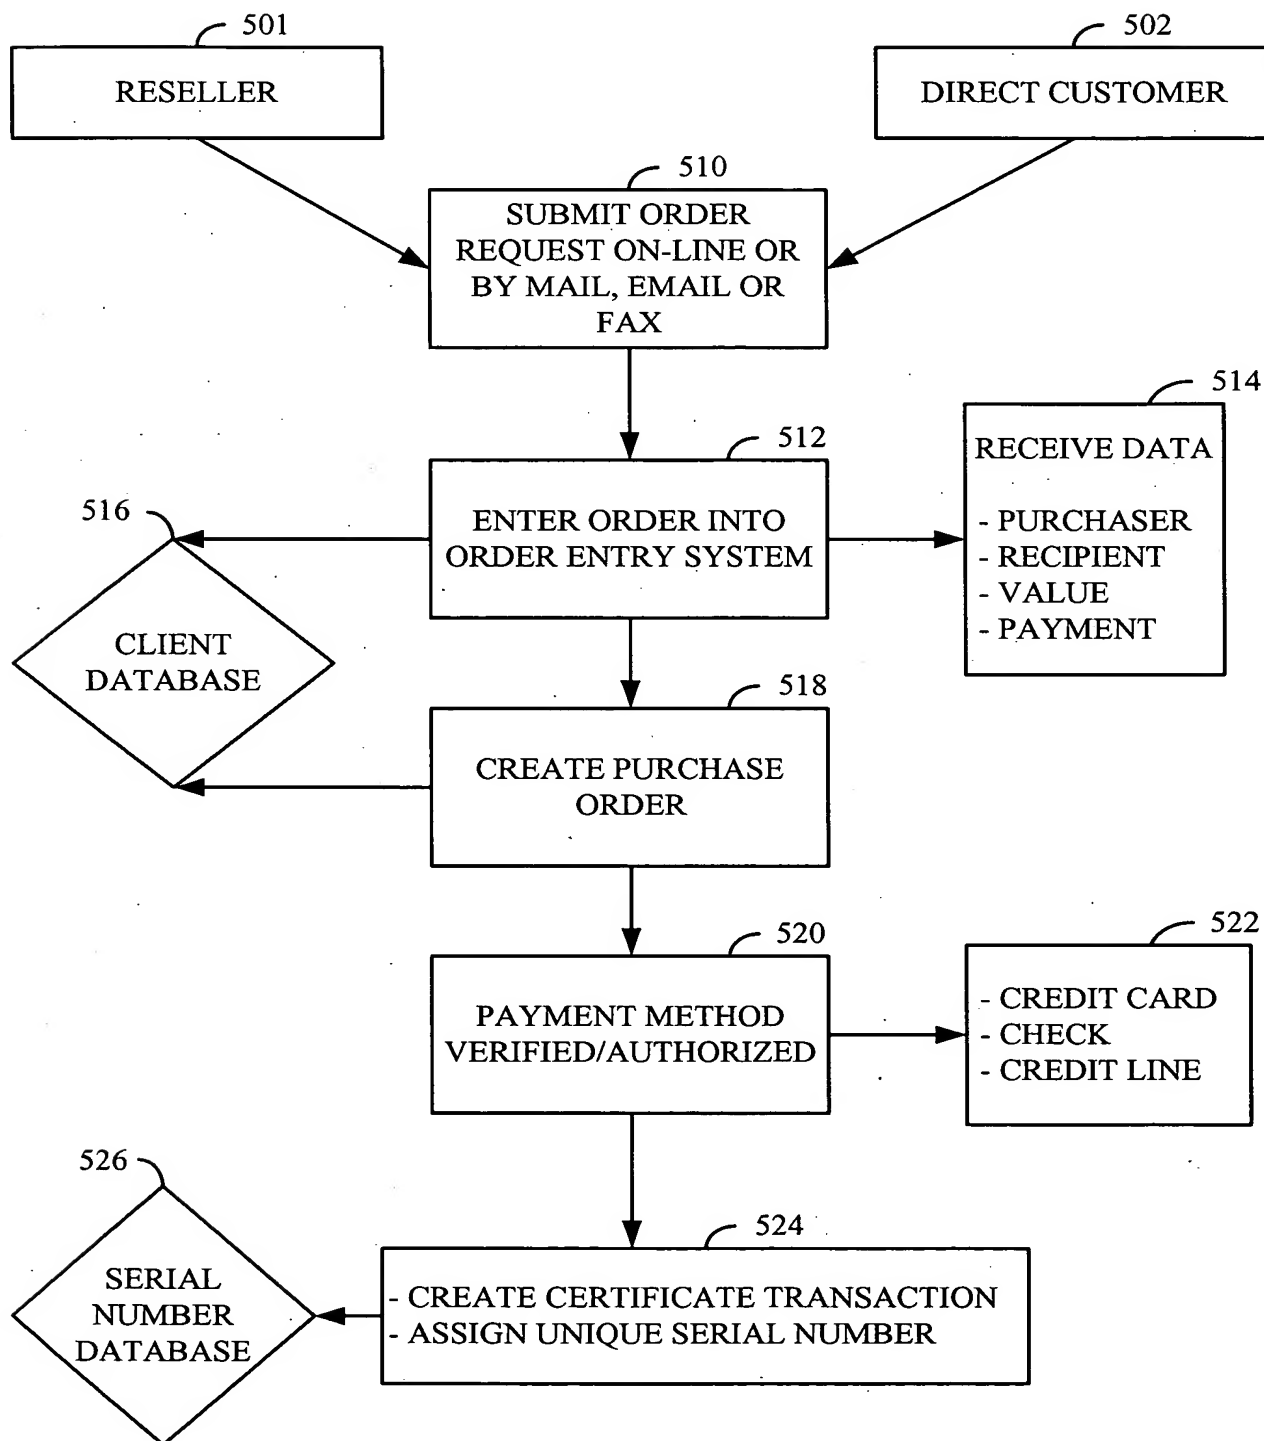 501
RESELLER
502
DIRECT CUSTOMER
510
SUBMIT ORDER
REQUEST ON-LINE OR
BY MAIL, EMAIL OR
FAX
512
ENTER ORDER INTO
ORDER ENTRY SYSTEM
514
RECEIVE DATA
- PURCHASER
- RECIPIENT
- VALUE
- PAYMENT
516
CLIENT
DATABASE
518
CREATE PURCHASE
ORDER
520
PAYMENT METHOD
VERIFIED/AUTHORIZED
522
- CREDIT CARD
- CHECK
- CREDIT LINE
524
- CREATE CERTIFICATE TRANSACTION
- ASSIGN UNIQUE SERIAL NUMBER
526
SERIAL
NUMBER
DATABASE